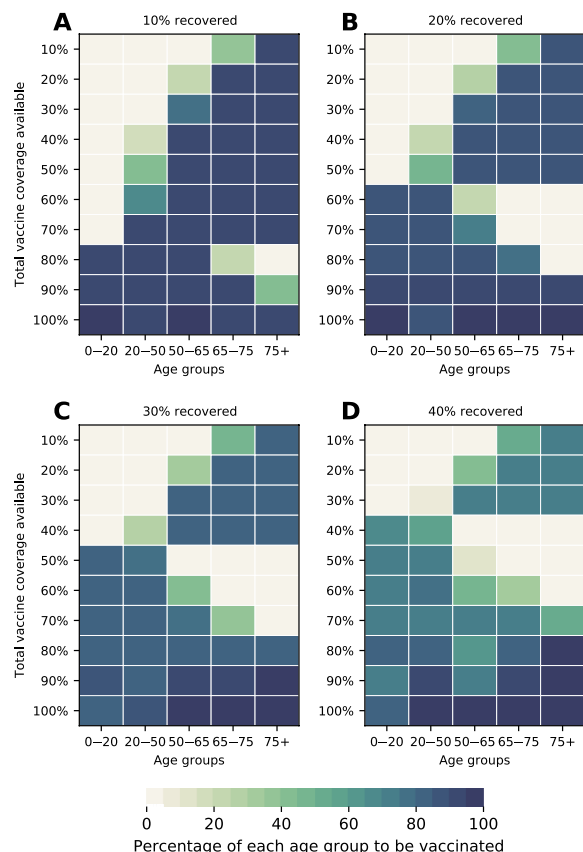 A 10% recovered
B 20% recovered
Total vaccine coverage available
10%
20%
30%
40%
50%
60%
70%
80%
90%
100%
0−20 20−50 50−65 65−75 75+
Age groups
10%
20%
30%
40%
50%
60%
70%
80%
90%
100%
0−20 20−50 50−65 65−75 75+
Age groups
C 30% recovered
D 40% recovered
Total vaccine coverage available
10%
20%
30%
40%
50%
60%
70%
80%
90%
100%
0−20 20−50 50−65 65−75 75+
Age groups
10%
20%
30%
40%
50%
60%
70%
80%
90%
100%
0−20 20−50 50−65 65−75 75+
Age groups
0 20 40 60 80 100
Percentage of each age group to be vaccinated